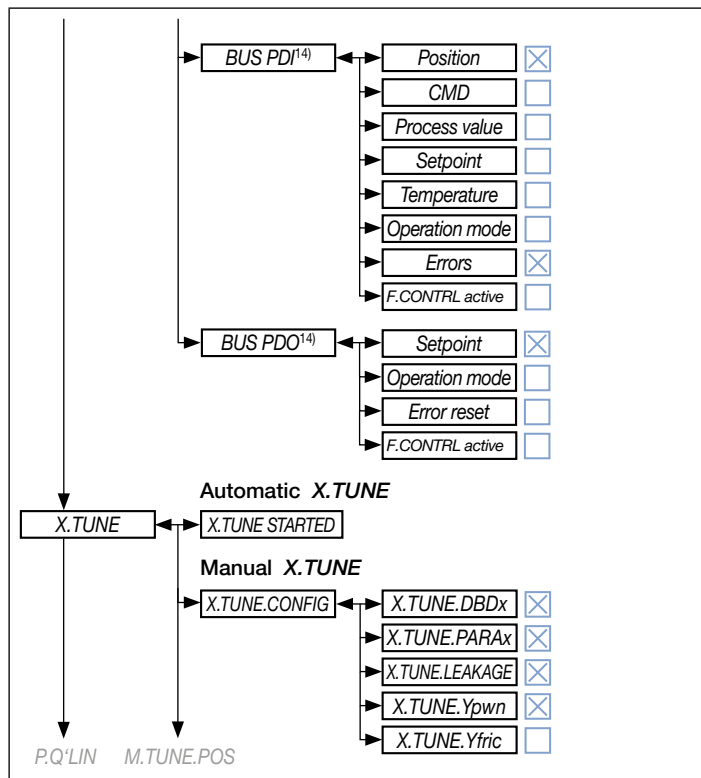 BUS PDI14)
Position
CMD
Process value
Setpoint
Temperature
Operation mode
Errors
F.CONTRL active
BUS PDO14)
Setpoint
Operation mode
Error reset
F.CONTRL active
Automatic X.TUNE
X.TUNE
X.TUNE STARTED
Manual X.TUNE
X.TUNE.CONFIG
X.TUNE.DBDx
X.TUNE.PARAx
X.TUNE.LEAKAGE
X.TUNE.Ypwn
X.TUNE.Yfric
P.Q‘LIN M.TUNE.POS